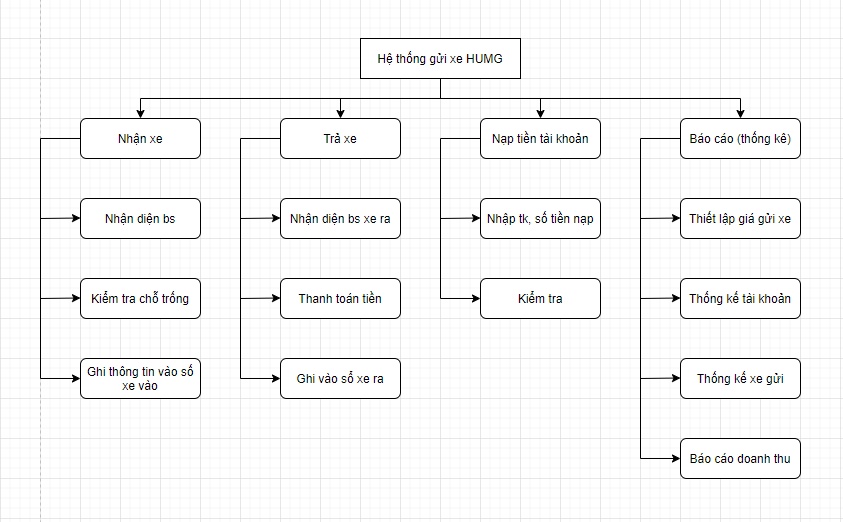 Hệ thống gửi xe HUMG
Nhận xe
Trả xe
Nạp tiền tài khoản
Báo cáo (thống kê)
Nhận diện bs
Nhận diện bs xe ra
Nhập tk, số tiền nạp
Thiết lập giá gửi xe
Kiểm tra chỗ trống
Thanh toán tiền
Kiểm tra
Thống kế tài khoản
Ghi thông tin vào số
xe vào
Ghi vào sổ xe ra
Thống kế xe gửi
Báo cáo doanh thu